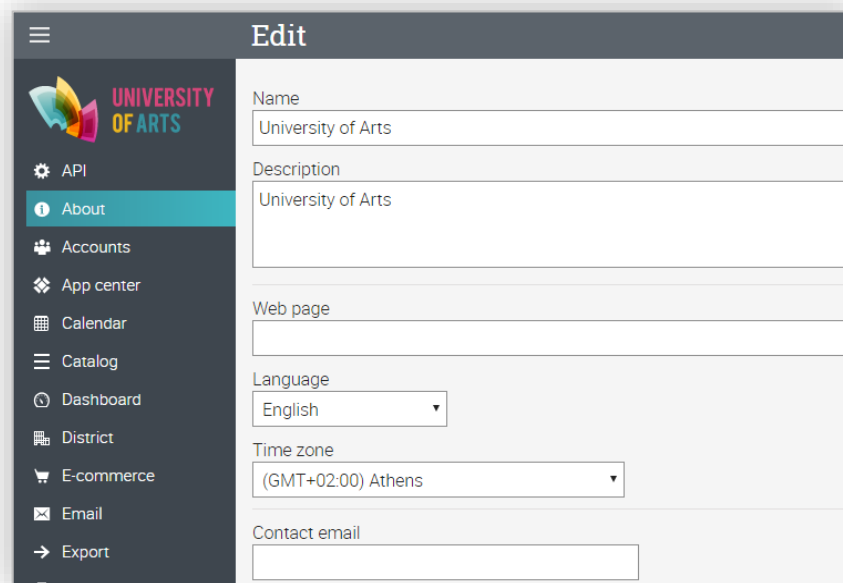 Edit
UNIVERSITY
OF ARTS
API
About
Accounts
App center
Calendar
Catalog
Dashboard
District
E-commerce
Email
Export
Name
University of Arts
Description
University of Arts
Web page
Language
English
Time zone
(GMT+02:00) Athens
Contact email